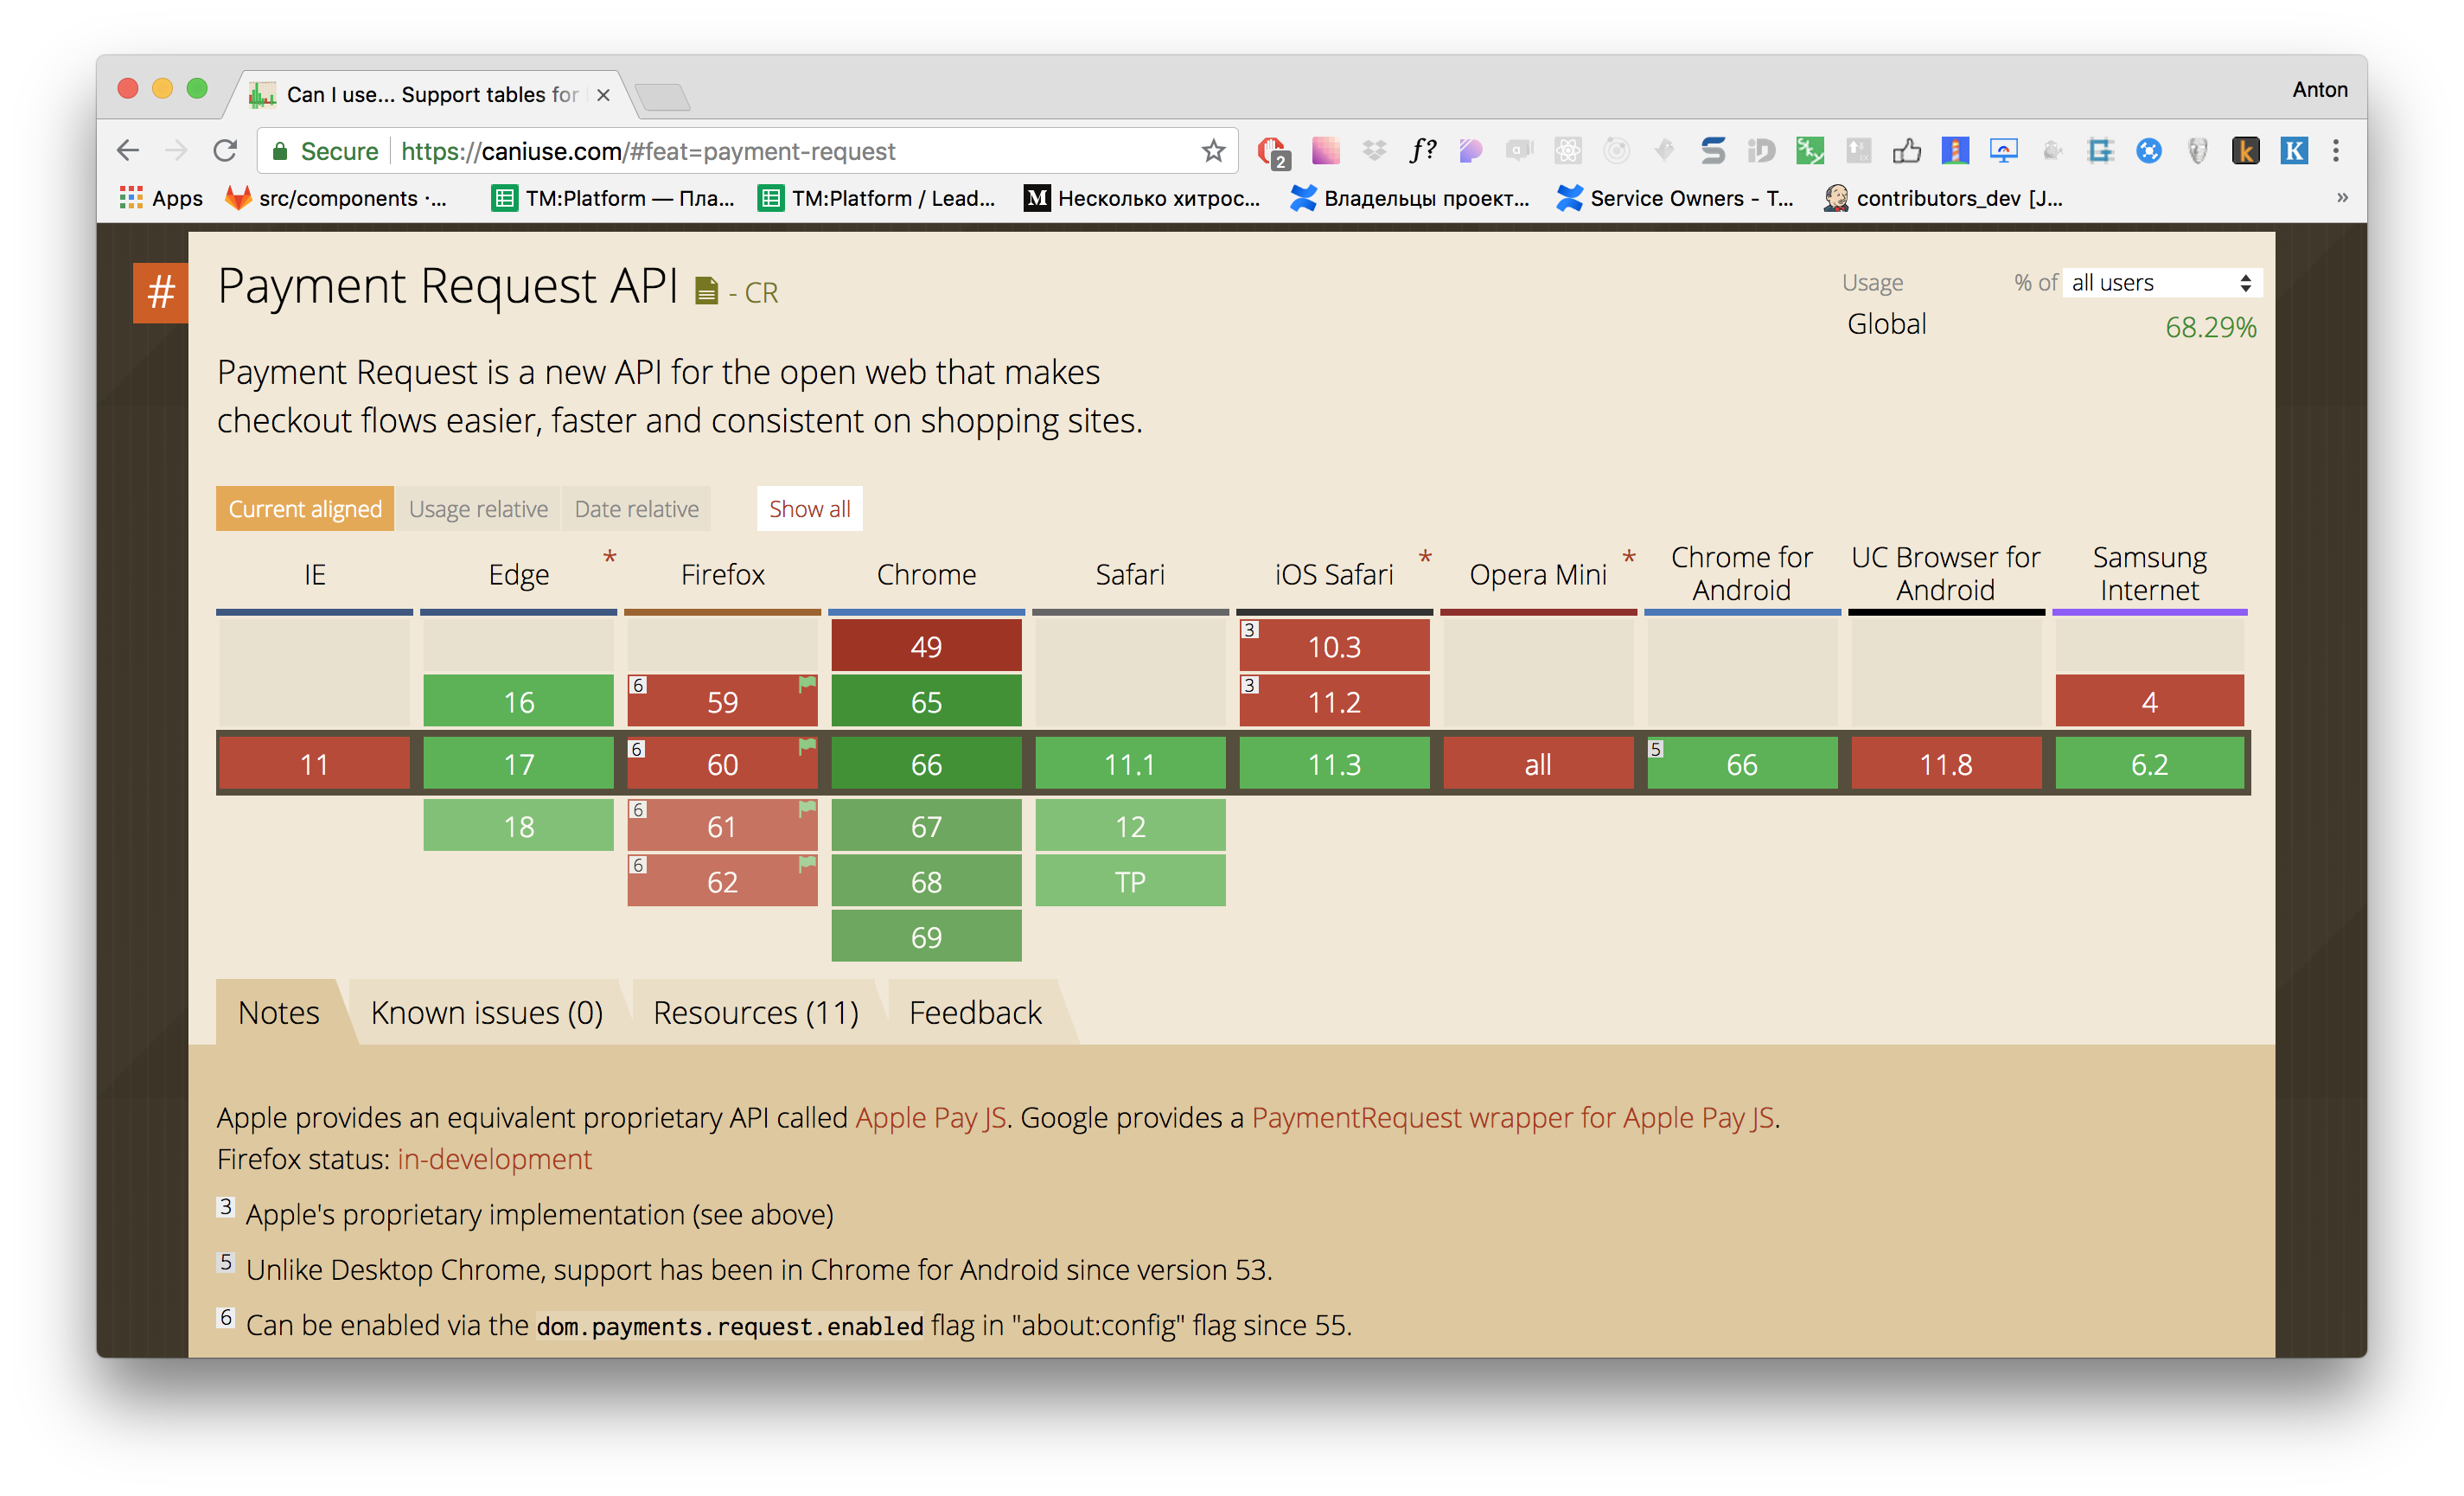 Can I use... Support tables for
Anton
Secure https://caniuse.com/#feat=payment-request
2
f?
Apps src/components ·... TM:Platform — Пла... TM:Platform / Lead... Несколько хитрос... Владельцы проект... Service Owners - T... contributors_dev [J... »
# Payment Request API - CR
Usage % of all users
Global 68.29%
Payment Request is a new API for the open web that makes
checkout flows easier, faster and consistent on shopping sites.
Current aligned Usage relative Date relative Show all
IE Edge * Firefox Chrome Safari iOS Safari * Opera Mini * Chrome for Android UC Browser for Android Samsung Internet
49 3 10.3
16 6 59 65 3 11.2 4
11 17 6 60 66 11.1 11.3 all 5 66 11.8 6.2
18 6 61 67 12
6 62 68 TP
69
Notes Known issues (0) Resources (11) Feedback
Apple provides an equivalent proprietary API called Apple Pay JS. Google provides a PaymentRequest wrapper for Apple Pay JS.
Firefox status: in-development
3 Apple's proprietary implementation (see above)
5 Unlike Desktop Chrome, support has been in Chrome for Android since version 53.
6 Can be enabled via the dom.payments.request.enabled flag in "about:config" flag since 55.